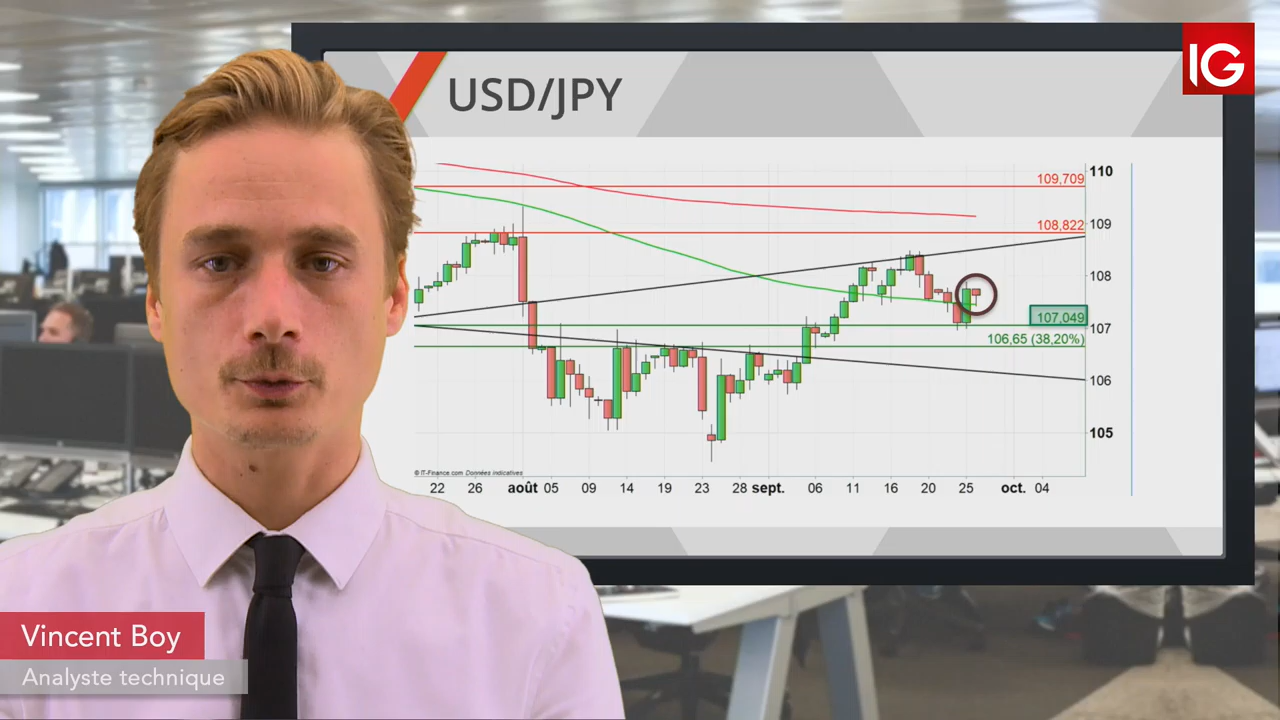 IG
USD/JPY
110
109,709
109
108,822
108
107,049
107
106,65 (38,20%)
106
105
© IT-Finance.com Données indicatives
22 26 août 05 09 14 19 23 28 sept. 06 11 16 20 25 oct. 04
Vincent Boy
Analyste technique